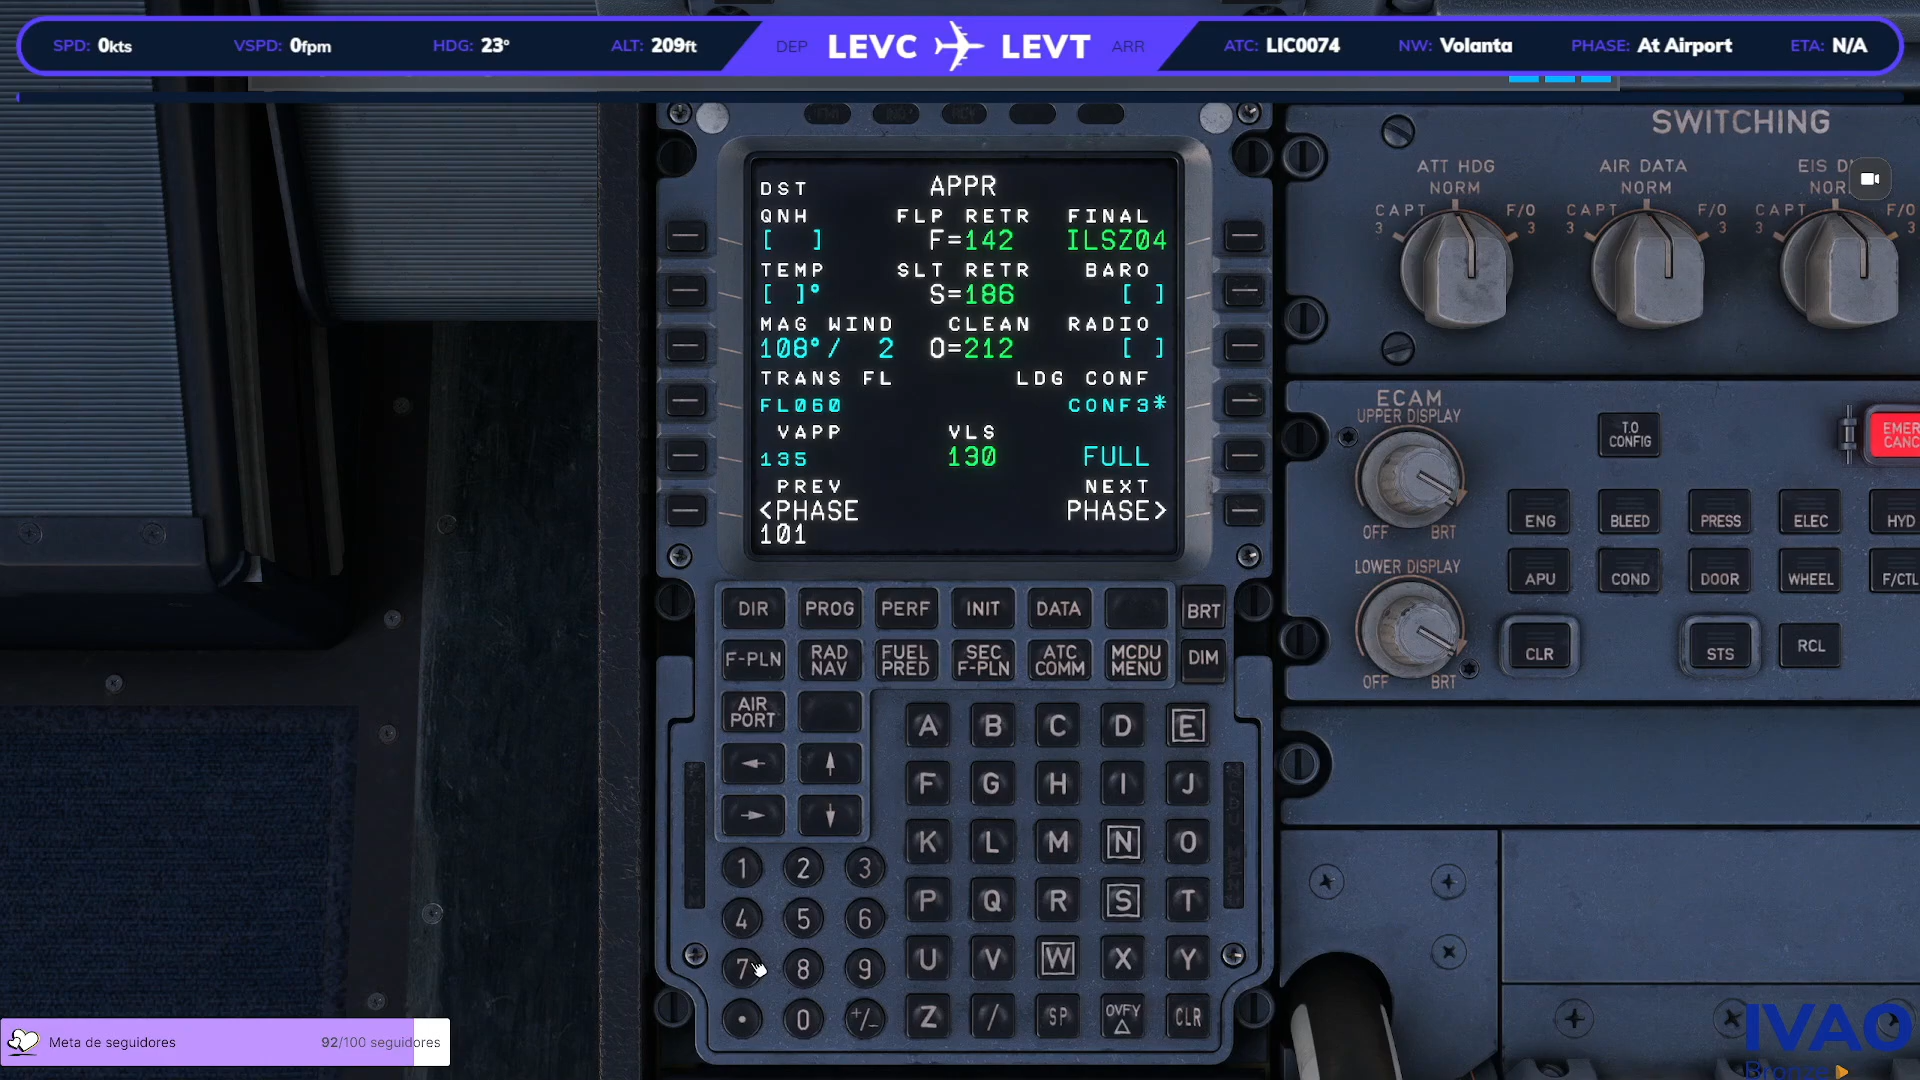 SPD: 0kts VSPD: 0fpm HDG: 23° ALT: 209ft DEP LEVC LEVT ARR ATC: LIC0074 NW: Volanta PHASE: At Airport ETA: N/A
DST APPR
QNH FLP RETR FINAL
[ ] F=142 ILSZ04
TEMP SLT RETR BARO
[ ]° S=186 [ ]
MAG WIND CLEAN RADIO
108°/ 2 O=212 [ ]
TRANS FL LDG CONF
FL060 CONF3*
VAPP VLS
135 130 FULL
PREV NEXT
<PHASE PHASE>
101
DIR PROG PERF INIT DATA BRT
F-PLN RAD NAV FUEL PRED SEC F-PLN ATC COMM MCDU MENU DIM
AIR PORT
A B C D E
F G H I J
K L M N O
P Q R S T
U V W X Y
Z / SP OVFY △ CLR
1 2 3
4 5 6
7 8 9
. 0 +/-
SWITCHING
ATT HDG AIR DATA
NORM NORM
CAPT 3 F/O 3 CAPT 3 F/O 3 CAPT 3 F/O 3
ECAM
UPPER DISPLAY
OFF BRT
LOWER DISPLAY
OFF BRT
T.O CONFIG
ENG BLEED PRESS ELEC HYD
APU COND DOOR WHEEL F/CTL
CLR STS RCL
Meta de seguidores 92/100 seguidores
IVAO
Bronze